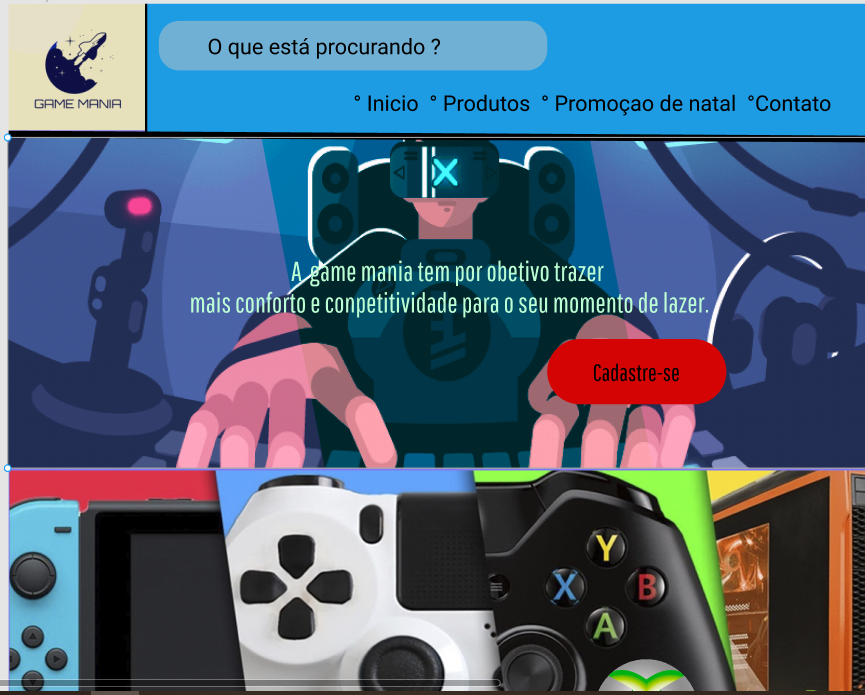 O que está procurando ?
GAME MANIA
° Inicio ° Produtos ° Promoçao de natal °Contato
X
A game mania tem por obetivo trazer
mais conforto e conpetitividade para o seu momento de lazer.
Cadastre-se
Y
X B
A